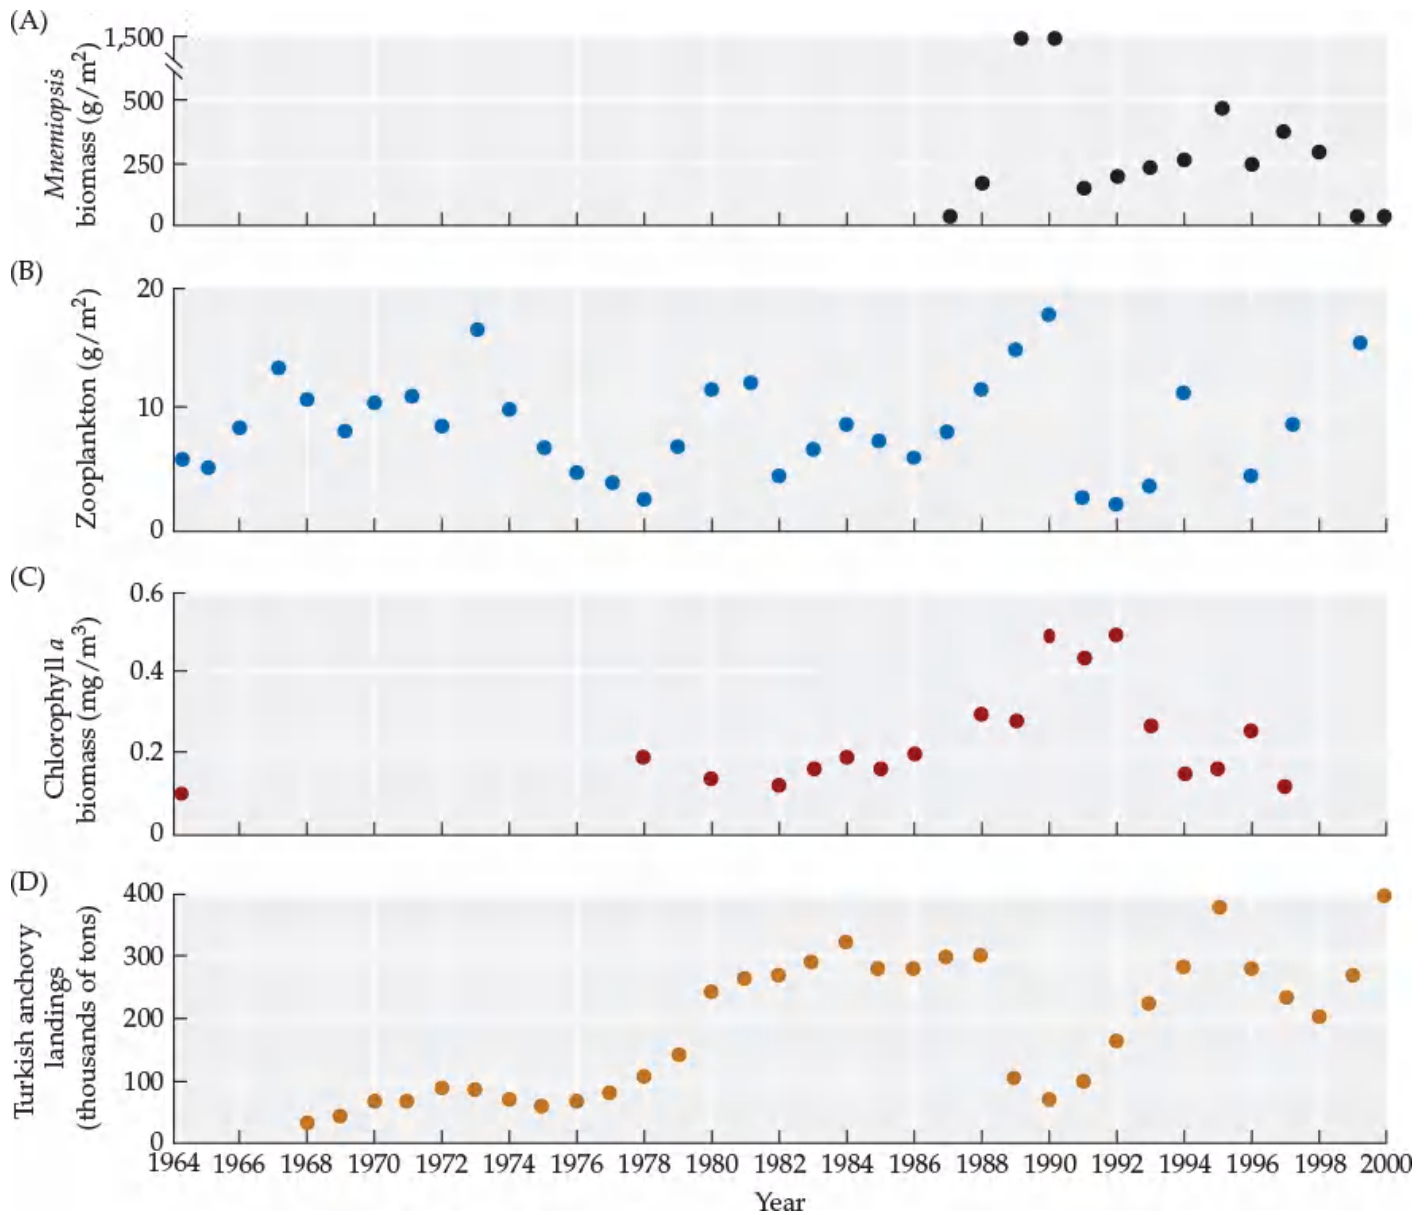 (A)
1,500
500
250
0
Mnemiopsis
biomass (g/m²)
(B)
20
10
0
Zooplankton (g/m²)
(C)
0.6
0.4
0.2
0
Chlorophyll a
biomass (mg/m³)
(D)
400
300
200
100
0
Turkish anchovy
landings
(thousands of tons)
1964 1966 1968 1970 1972 1974 1976 1978 1980 1982 1984 1986 1988 1990 1992 1994 1996 1998 2000
Year